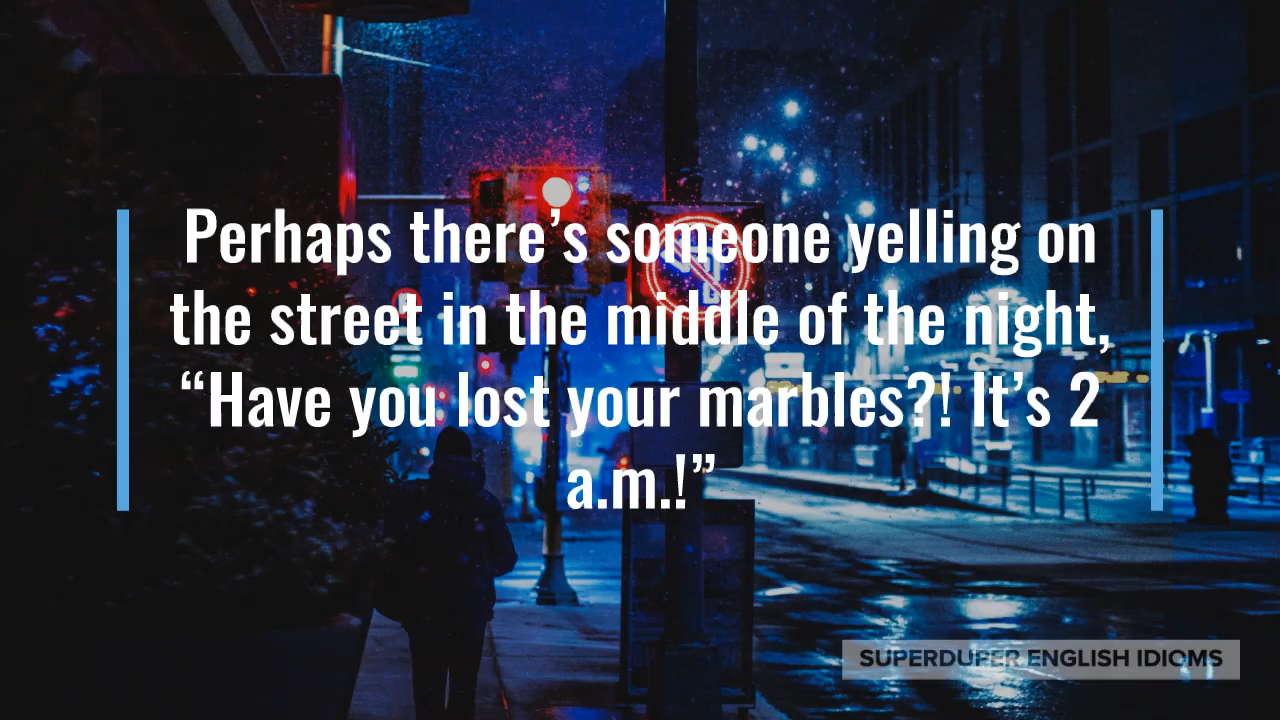 Perhaps there’s someone yelling on
the street in the middle of the night,
“Have you lost your marbles?! It’s 2
a.m.!”
SUPERDUPER ENGLISH IDIOMS